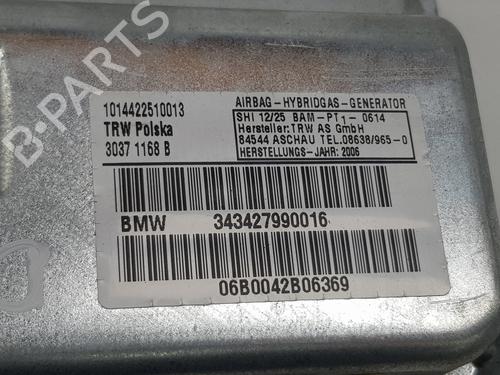 B-PARTS
1014422510013
TRW Polska
3037 1168 B
AIRBAG-HYBRIDGAS-GENERATOR
SHI 12/25 BAM-PT1-0614
Hersteller:TRW AS GmbH
84544 ASCHAU TEL.08638/965-0
HERSTELLUNGS-JAHR:2006
BMW 343427990016
06B0042B06369